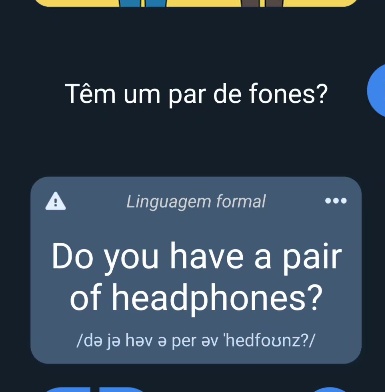 Têm um par de fones?
Linguagem formal
Do you have a pair
of headphones?
/də jə həv ə per əv 'hedfoʊnz?/